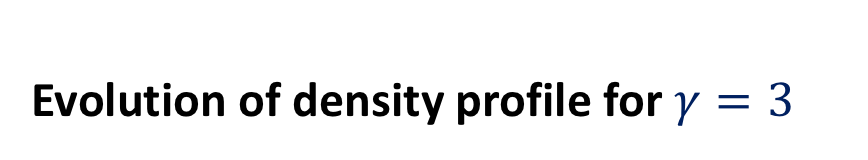 Evolution of density profile for γ = 3